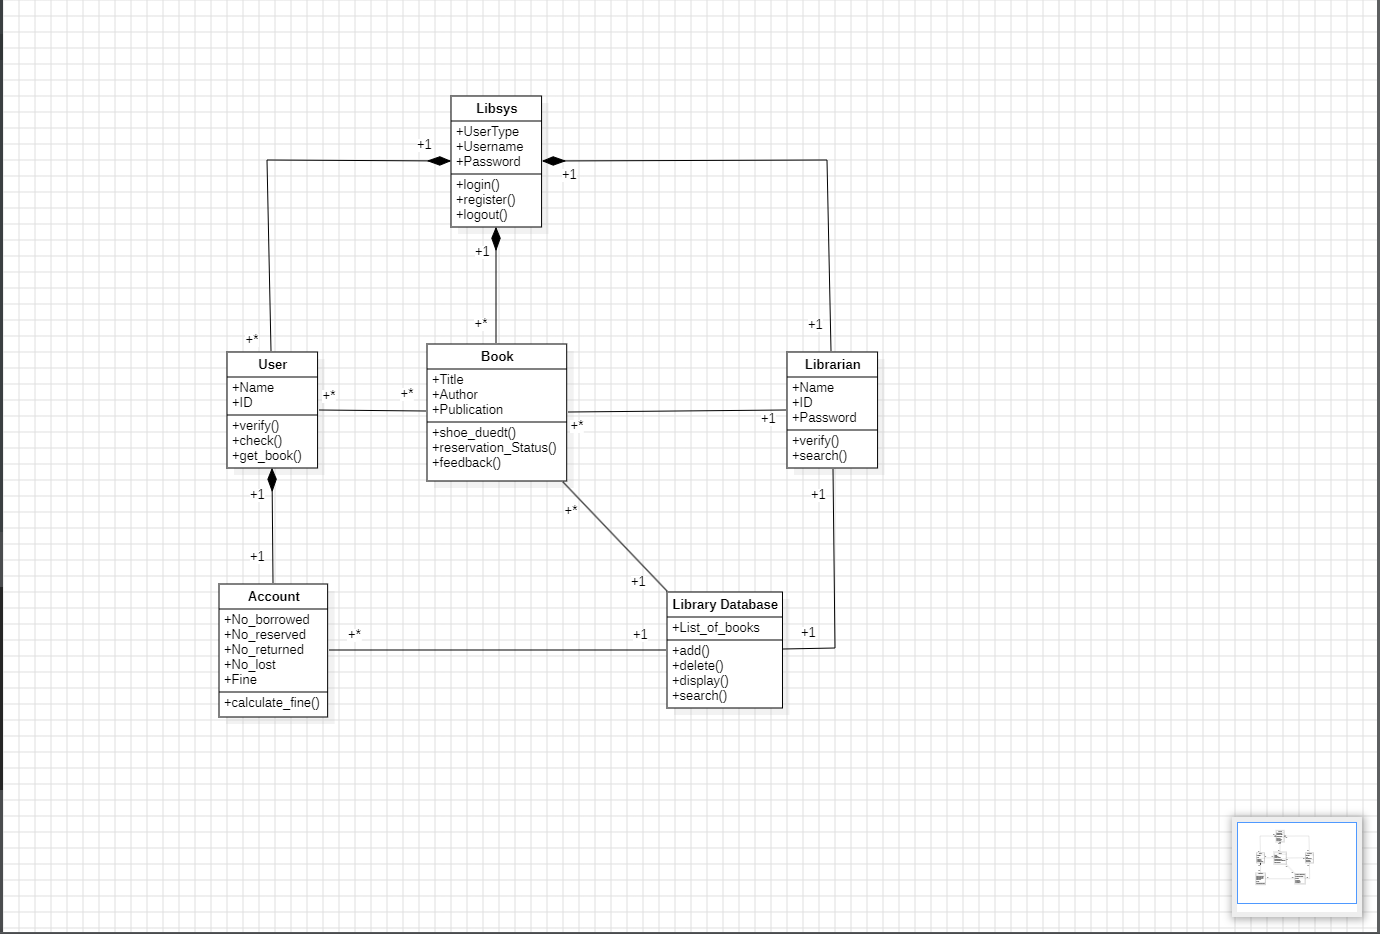 Libsys
+UserType
+Username
+Password
+login()
+register()
+logout()
+1
+1
+1
+*
+*
+1
User
+Name
+ID
+verify()
+check()
+get_book()
+*
+*
Book
+Title
+Author
+Publication
+shoe_duedt()
+reservation_Status()
+feedback()
+*
+1
Librarian
+Name
+ID
+Password
+verify()
+search()
+1
+1
+*
+1
+1
+1
Account
+No_borrowed
+No_reserved
+No_returned
+No_lost
+Fine
+calculate_fine()
+*
+1
Library Database
+List_of_books
+add()
+delete()
+display()
+search()